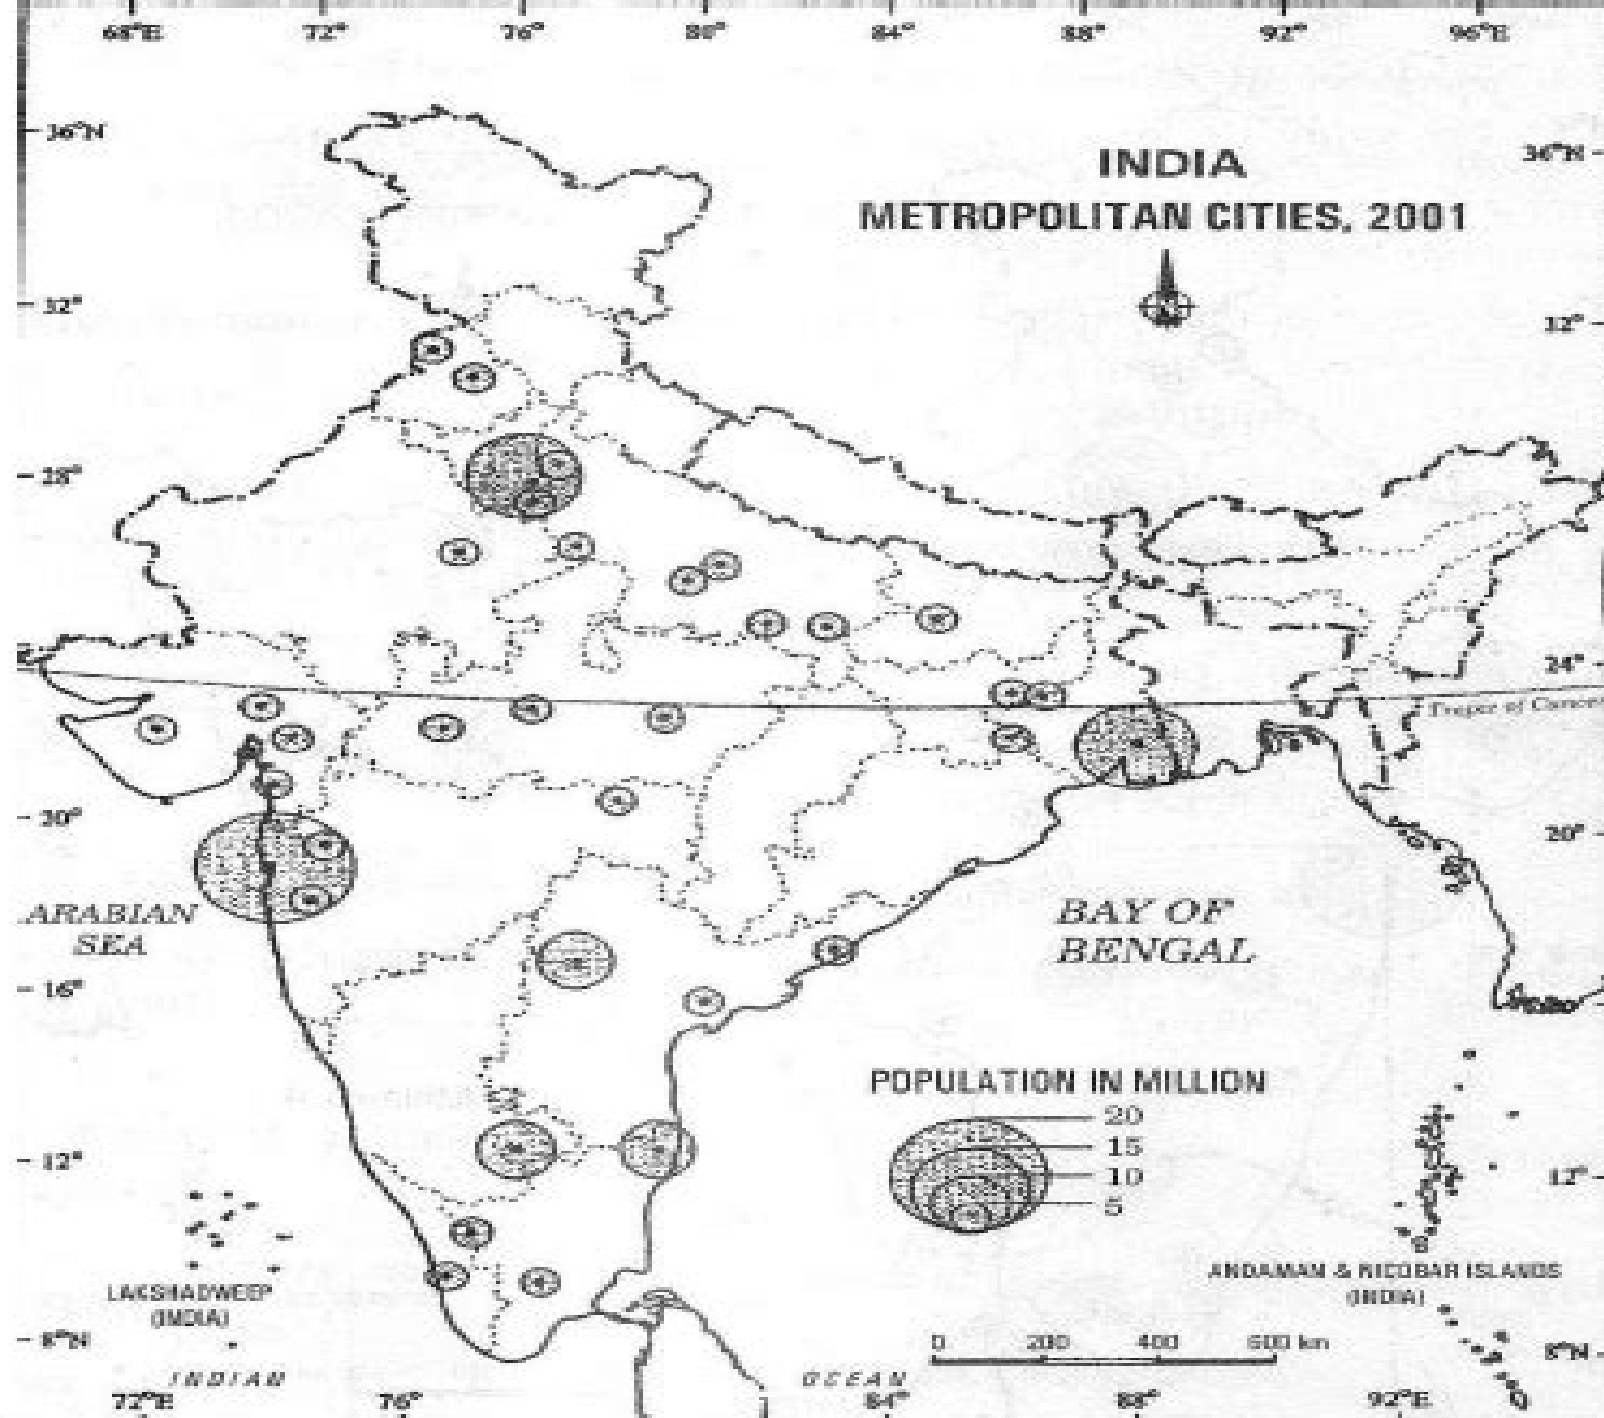 68°E 72° 76° 80° 84° 88° 92° 96°E
36°N
36°N
INDIA
METROPOLITAN CITIES, 2001
32°
32°
28°
24°
Tropic of Cancer
20°
20°
ARABIAN
SEA
BAY OF
BENGAL
16°
POPULATION IN MILLION
20
15
10
5
12°
12°
LAKSHADWEEP
(INDIA)
ANDAMAN & NICOBAR ISLANDS
(INDIA)
0 200 400 600 km
8°N
8°N
INDIAN OCEAN
72°E 76° 84° 88° 92°E